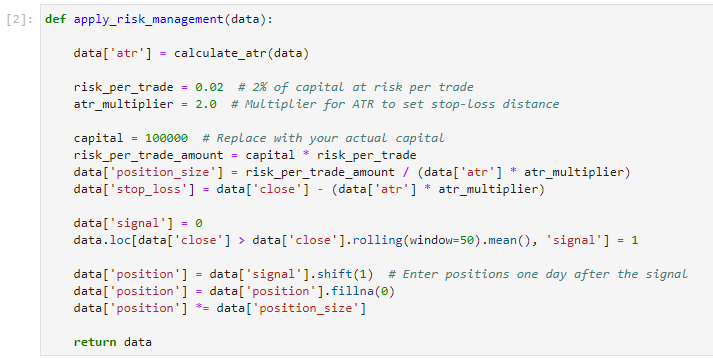 [2]: def apply_risk_management(data):
data['atr'] = calculate_atr(data)
risk_per_trade = 0.02  # 2% of capital at risk per trade
atr_multiplier = 2.0  # Multiplier for ATR to set stop-loss distance
capital = 100000  # Replace with your actual capital
risk_per_trade_amount = capital * risk_per_trade
data['position_size'] = risk_per_trade_amount / (data['atr'] * atr_multiplier)
data['stop_loss'] = data['close'] - (data['atr'] * atr_multiplier)
data['signal'] = 0
data.loc[data['close'] > data['close'].rolling(window=50).mean(), 'signal'] = 1
data['position'] = data['signal'].shift(1)  # Enter positions one day after the signal
data['position'] = data['position'].fillna(0)
data['position'] *= data['position_size']
return data